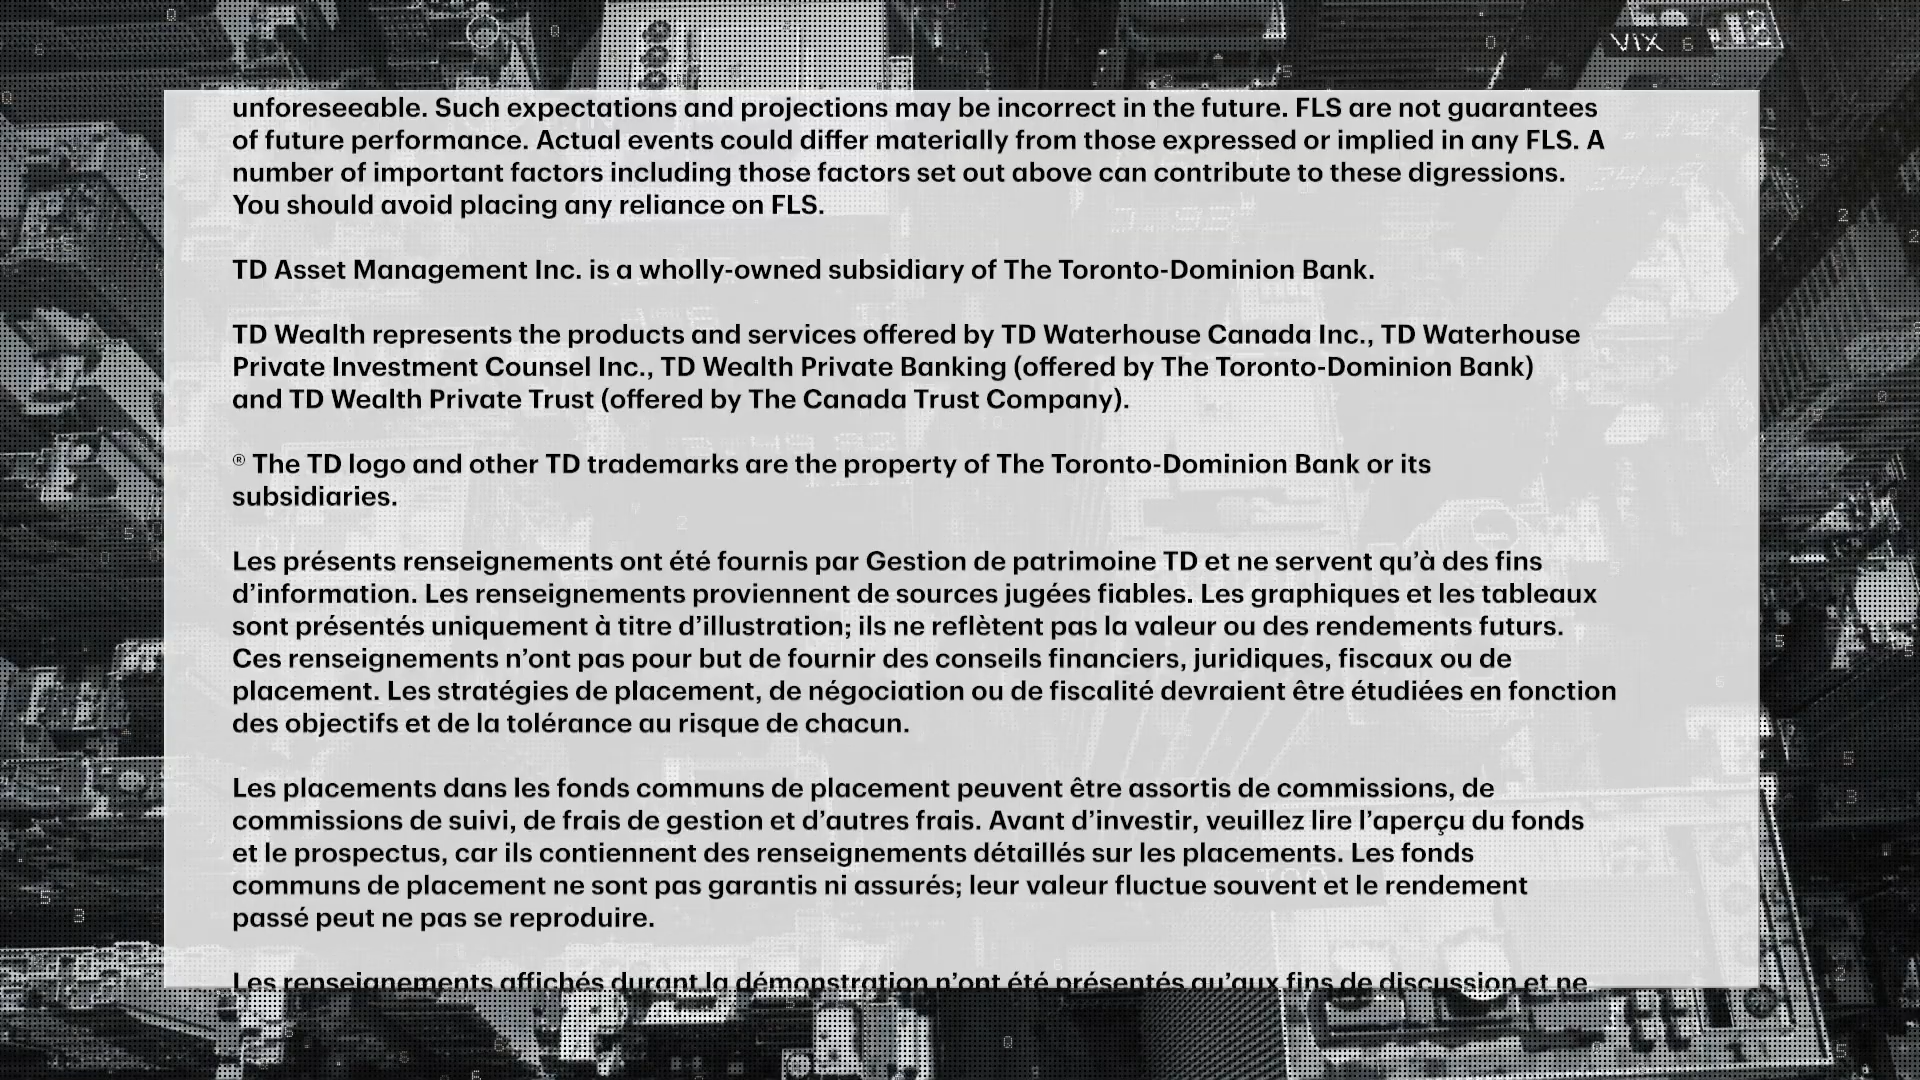 VIX 6
unforeseeable. Such expectations and projections may be incorrect in the future. FLS are not guarantees
of future performance. Actual events could differ materially from those expressed or implied in any FLS. A
number of important factors including those factors set out above can contribute to these digressions.
You should avoid placing any reliance on FLS.
TD Asset Management Inc. is a wholly-owned subsidiary of The Toronto-Dominion Bank.
TD Wealth represents the products and services offered by TD Waterhouse Canada Inc., TD Waterhouse
Private Investment Counsel Inc., TD Wealth Private Banking (offered by The Toronto-Dominion Bank)
and TD Wealth Private Trust (offered by The Canada Trust Company).
® The TD logo and other TD trademarks are the property of The Toronto-Dominion Bank or its
subsidiaries.
Les présents renseignements ont été fournis par Gestion de patrimoine TD et ne servent qu’à des fins
d’information. Les renseignements proviennent de sources jugées fiables. Les graphiques et les tableaux
sont présentés uniquement à titre d’illustration; ils ne reflètent pas la valeur ou des rendements futurs.
Ces renseignements n’ont pas pour but de fournir des conseils financiers, juridiques, fiscaux ou de
placement. Les stratégies de placement, de négociation ou de fiscalité devraient être étudiées en fonction
des objectifs et de la tolérance au risque de chacun.
Les placements dans les fonds communs de placement peuvent être assortis de commissions, de
commissions de suivi, de frais de gestion et d’autres frais. Avant d’investir, veuillez lire l’aperçu du fonds
et le prospectus, car ils contiennent des renseignements détaillés sur les placements. Les fonds
communs de placement ne sont pas garantis ni assurés; leur valeur fluctue souvent et le rendement
passé peut ne pas se reproduire.
Les renseignements affichés durant la démonstration n’ont été présentés qu’aux fins de discussion et ne